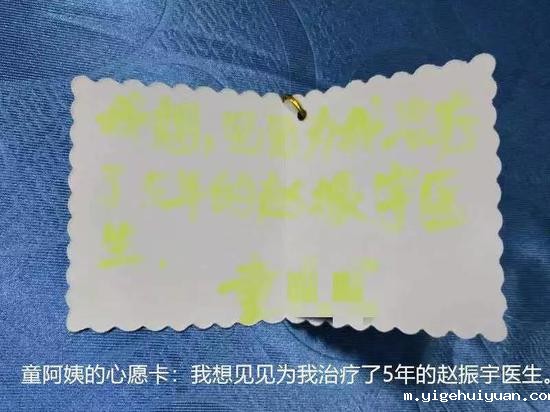 我想,见见为我治疗
了5年的赵振宇医
生.
童
童阿姨的心愿卡：我想见见为我治疗了5年的赵振宇医生。
m.yigehuiyuan.com